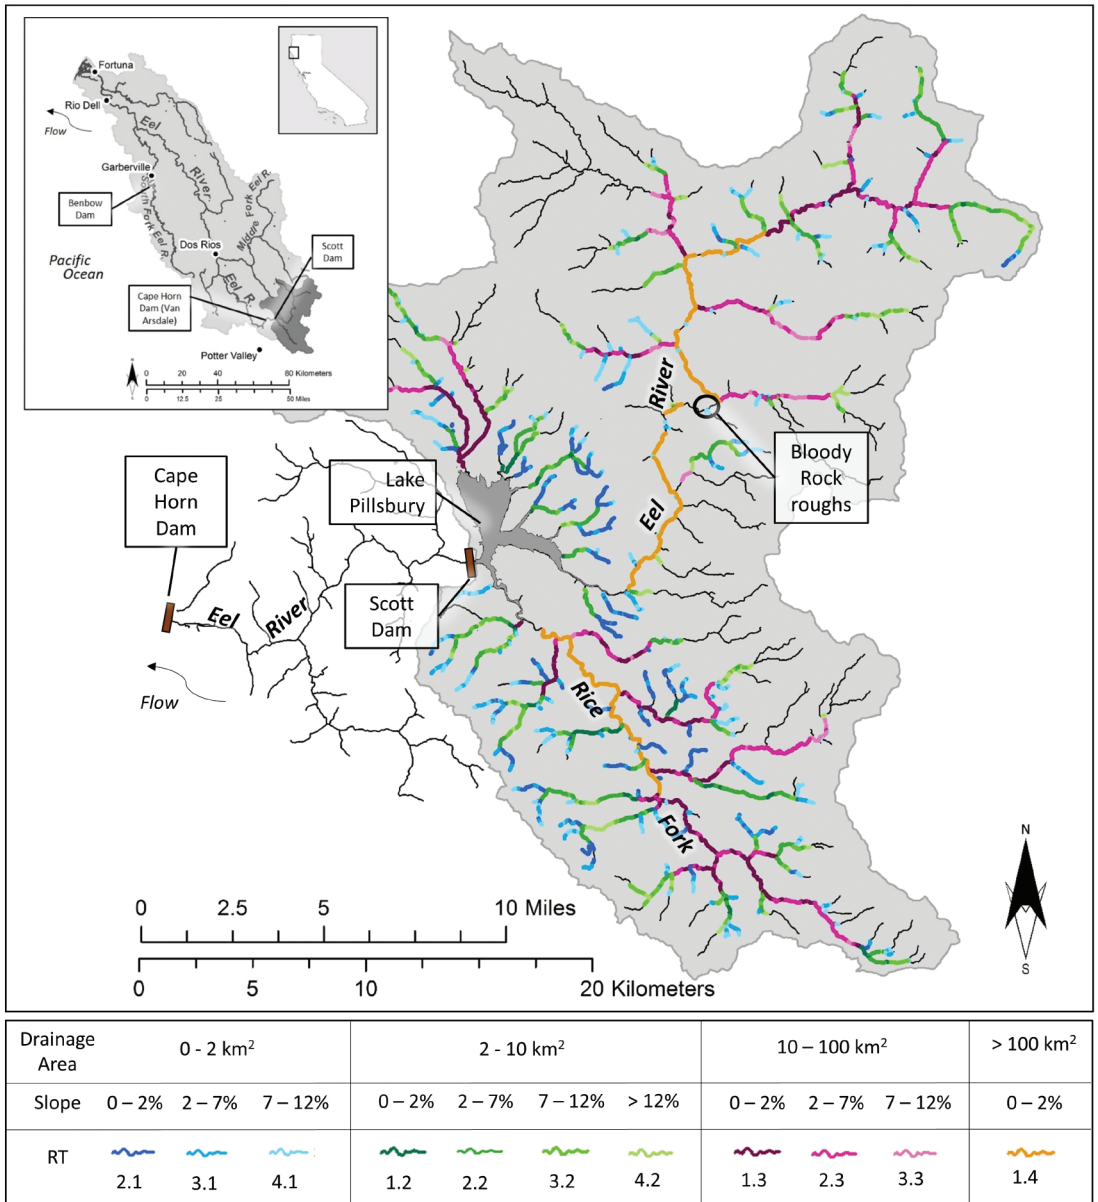 Fortuna
Rio Dell
Flow
Eel
River
Garberville
Benbow
Dam
South Fork Eel R.
Middle Fork Eel R.
Dos Rios
Scott
Dam
Pacific
Ocean
Eel R.
Cape Horn
Dam (Van
Arsdale)
Potter Valley
N
0 20 40 80 Kilometers
0 12.5 25 50 Miles
S
River
Eel
Bloody
Rock
roughs
Cape
Horn
Dam
Lake
Pillsbury
Scott
Dam
Eel
River
Flow
Rice
Fork
0 2.5 5 10 Miles
0 5 10 20 Kilometers
N
S
Drainage
Area
0 - 2 km²
2 - 10 km²
10 – 100 km²
> 100 km²
Slope 0 – 2% 2 – 7% 7 – 12% 0 – 2% 2 – 7% 7 – 12% > 12% 0 – 2% 2 – 7% 7 – 12% 0 – 2%
RT
2.1 3.1 4.1 1.2 2.2 3.2 4.2 1.3 2.3 3.3 1.4